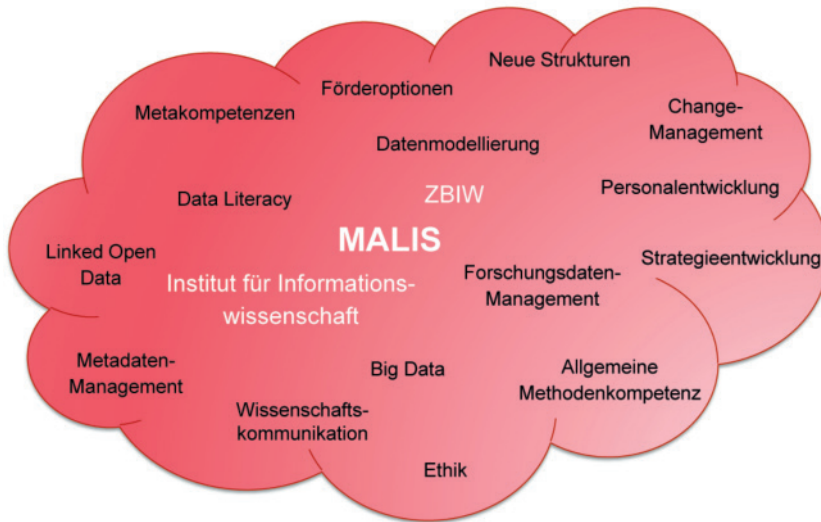 Neue Strukturen
Förderoptionen
Metakompetenzen
Change-
Management
Datenmodellierung
Data Literacy
ZBIW
Personalentwicklung
MALIS
Linked Open
Data
Institut für Informations-
wissenschaft
Forschungsdaten-
Management
Strategieentwicklung
Metadaten-
Management
Big Data
Allgemeine
Methodenkompetenz
Wissenschafts-
kommunikation
Ethik